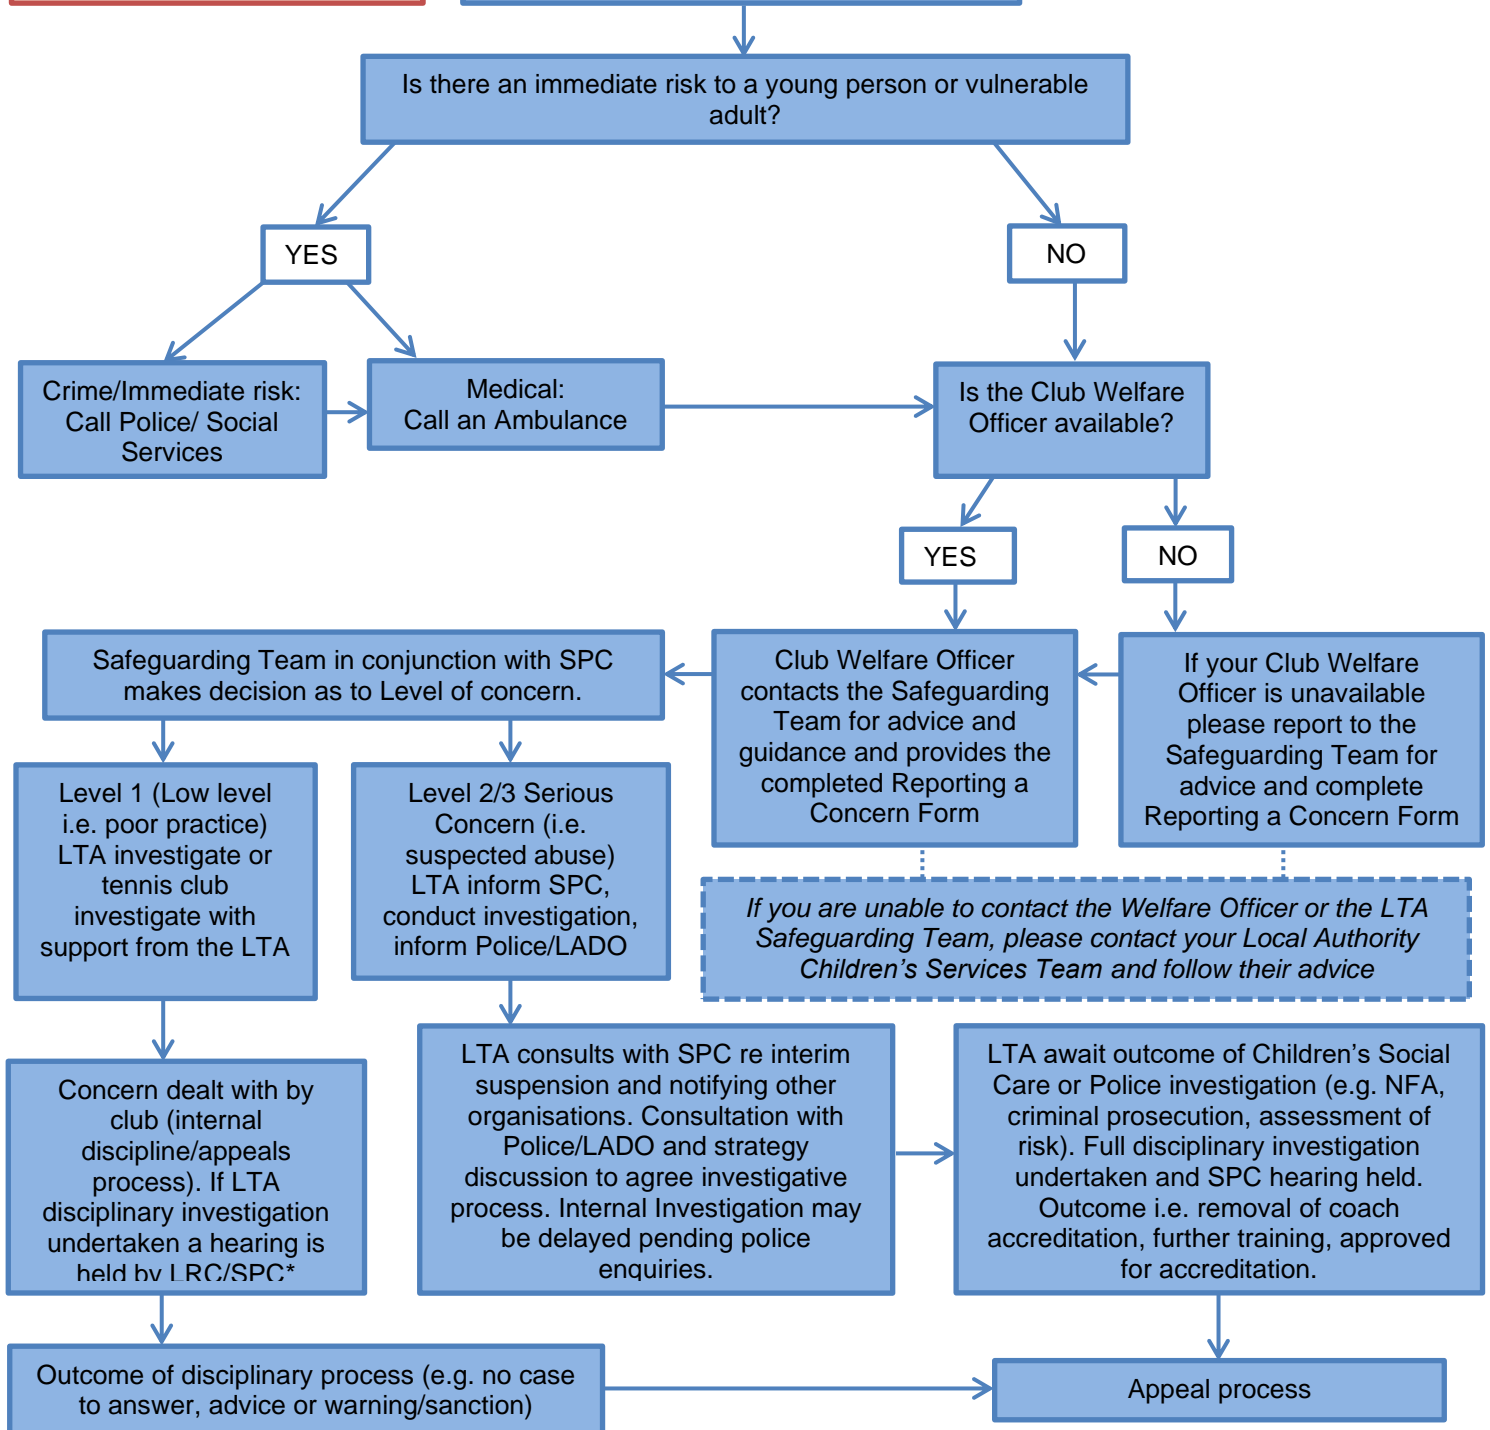 Is there an immediate risk to a young person or vulnerable
adult?
YES
NO
Crime/Immediate risk:
Call Police/ Social
Services
Medical:
Call an Ambulance
Is the Club Welfare
Officer available?
YES
NO
Safeguarding Team in conjunction with SPC
makes decision as to Level of concern.
Club Welfare Officer
contacts the Safeguarding
Team for advice and
guidance and provides the
completed Reporting a
Concern Form
If your Club Welfare
Officer is unavailable
please report to the
Safeguarding Team for
advice and complete
Reporting a Concern Form
Level 1 (Low level
i.e. poor practice)
LTA investigate or
tennis club
investigate with
support from the LTA
Level 2/3 Serious
Concern (i.e.
suspected abuse)
LTA inform SPC,
conduct investigation,
inform Police/LADO
If you are unable to contact the Welfare Officer or the LTA
Safeguarding Team, please contact your Local Authority
Children’s Services Team and follow their advice
Concern dealt with by
club (internal
discipline/appeals
process). If LTA
disciplinary investigation
undertaken a hearing is
held by LRC/SPC*
LTA consults with SPC re interim
suspension and notifying other
organisations. Consultation with
Police/LADO and strategy
discussion to agree investigative
process. Internal Investigation may
be delayed pending police
enquiries.
LTA await outcome of Children’s Social
Care or Police investigation (e.g. NFA,
criminal prosecution, assessment of
risk). Full disciplinary investigation
undertaken and SPC hearing held.
Outcome i.e. removal of coach
accreditation, further training, approved
for accreditation.
Outcome of disciplinary process (e.g. no case
to answer, advice or warning/sanction)
Appeal process